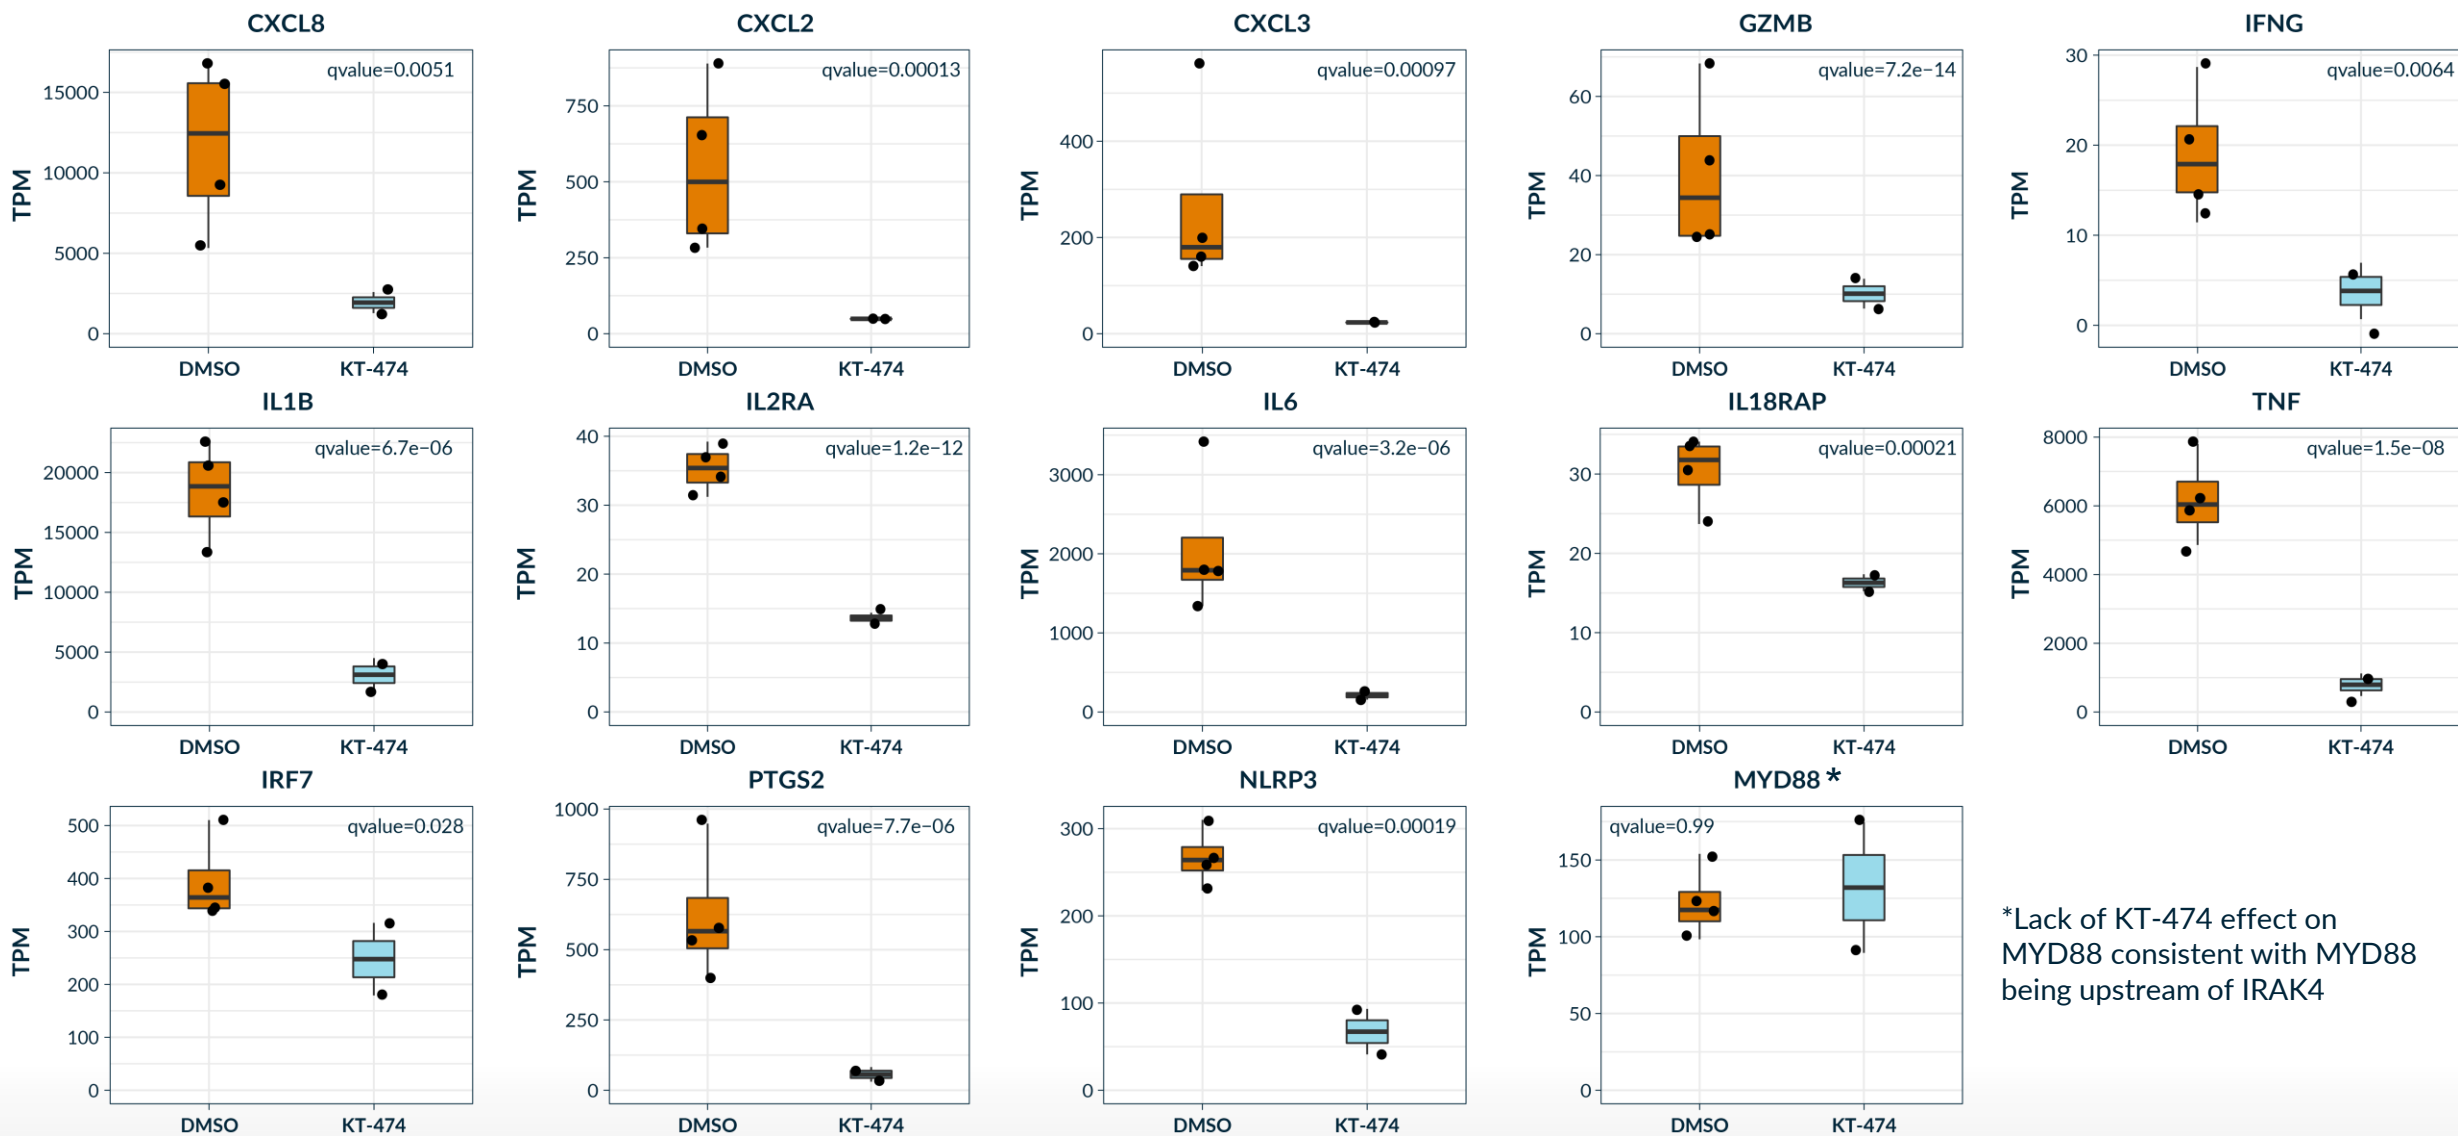 CXCL8
qvalue=0.0051
TPM
15000
10000
5000
0
DMSO KT-474
CXCL2
qvalue=0.00013
TPM
750
500
250
0
DMSO KT-474
CXCL3
qvalue=0.00097
TPM
400
200
0
DMSO KT-474
GZMB
qvalue=7.2e−14
TPM
60
40
20
0
DMSO KT-474
IFNG
qvalue=0.0064
TPM
30
20
10
0
DMSO KT-474
IL1B
qvalue=6.7e−06
TPM
20000
15000
10000
5000
0
DMSO KT-474
IL2RA
qvalue=1.2e−12
TPM
40
30
20
10
0
DMSO KT-474
IL6
qvalue=3.2e−06
TPM
3000
2000
1000
0
DMSO KT-474
IL18RAP
qvalue=0.00021
TPM
30
20
10
0
DMSO KT-474
TNF
qvalue=1.5e−08
TPM
8000
6000
4000
2000
0
DMSO KT-474
IRF7
qvalue=0.028
TPM
500
400
300
200
100
0
DMSO KT-474
PTGS2
qvalue=7.7e−06
TPM
1000
750
500
250
0
DMSO KT-474
NLRP3
qvalue=0.00019
TPM
300
200
100
0
DMSO KT-474
MYD88 *
qvalue=0.99
TPM
150
100
50
0
DMSO KT-474
*Lack of KT-474 effect on
MYD88 consistent with MYD88
being upstream of IRAK4